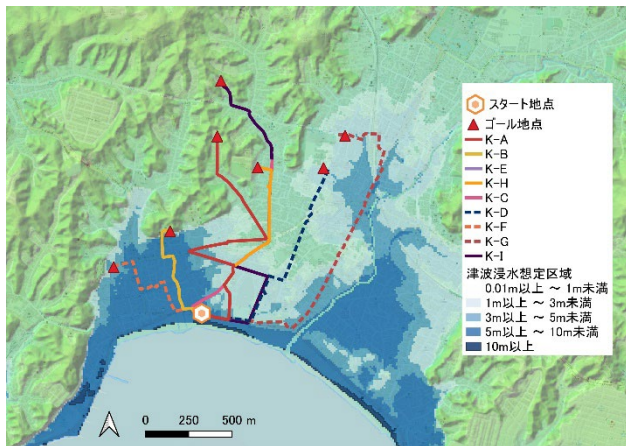 スタート地点
ゴール地点
K-A
K-B
K-E
K-H
K-C
K-D
K-F
K-G
K-I
津波浸水想定区域
0.01m以上 ~ 1m未満
1m以上 ~ 3m未満
3m以上 ~ 5m未満
5m以上 ~ 10m未満
10m以上
0 250 500 m